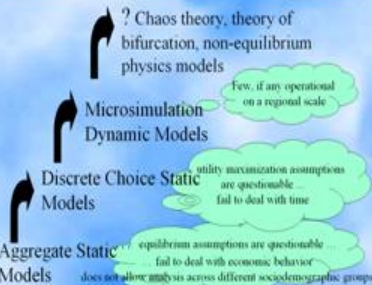 ? Chaos theory, theory of
bifurcation, non-equilibrium
physics models
Few, if any operational
on a regional scale
Microsimulation
Dynamic Models
utility maximization assumptions
are questionable ...
fail to deal with time
Discrete Choice Static
Models
equilibrium assumptions are questionable ...
... fail to deal with economic behavior
does not allow analysis across different sociodemographic groups
Aggregate Static
Models